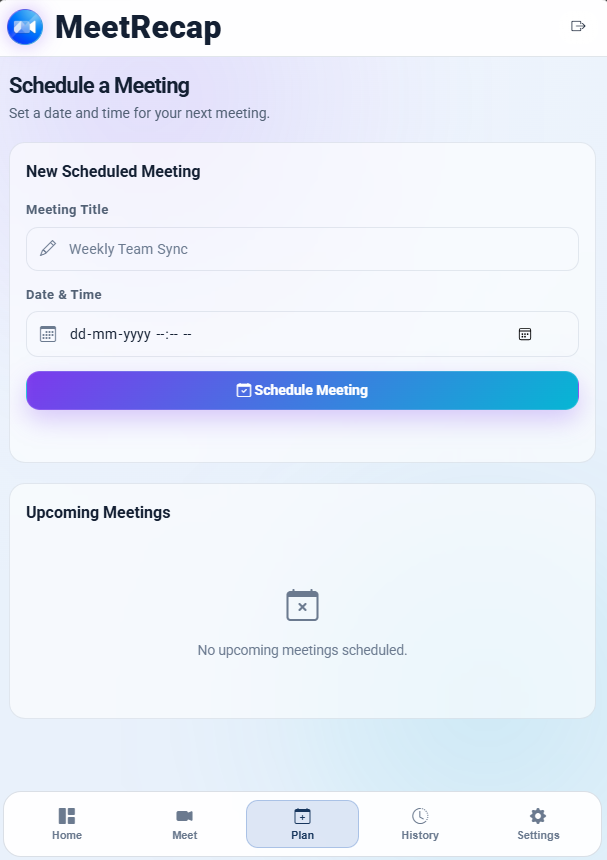 MeetRecap
Schedule a Meeting
Set a date and time for your next meeting.
New Scheduled Meeting
Meeting Title
Weekly Team Sync
Date & Time
dd-mm-yyyy --:-- --
Schedule Meeting
Upcoming Meetings
No upcoming meetings scheduled.
Home
Meet
Plan
History
Settings